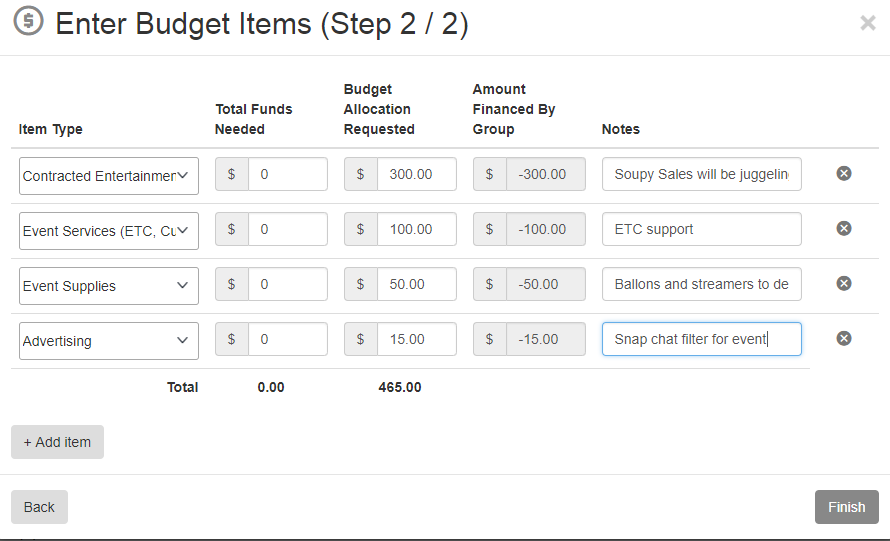 $ Enter Budget Items (Step 2 / 2) ×
Item Type Total Funds Needed Budget Allocation Requested Amount Financed By Group Notes
Contracted Entertainmen $ 0 $ 300.00 $ -300.00 Soupy Sales will be juggelin
Event Services (ETC, Cu $ 0 $ 100.00 $ -100.00 ETC support
Event Supplies $ 0 $ 50.00 $ -50.00 Ballons and streamers to de
Advertising $ 0 $ 15.00 $ -15.00 Snap chat filter for event
Total 0.00 465.00
+ Add item
Back Finish